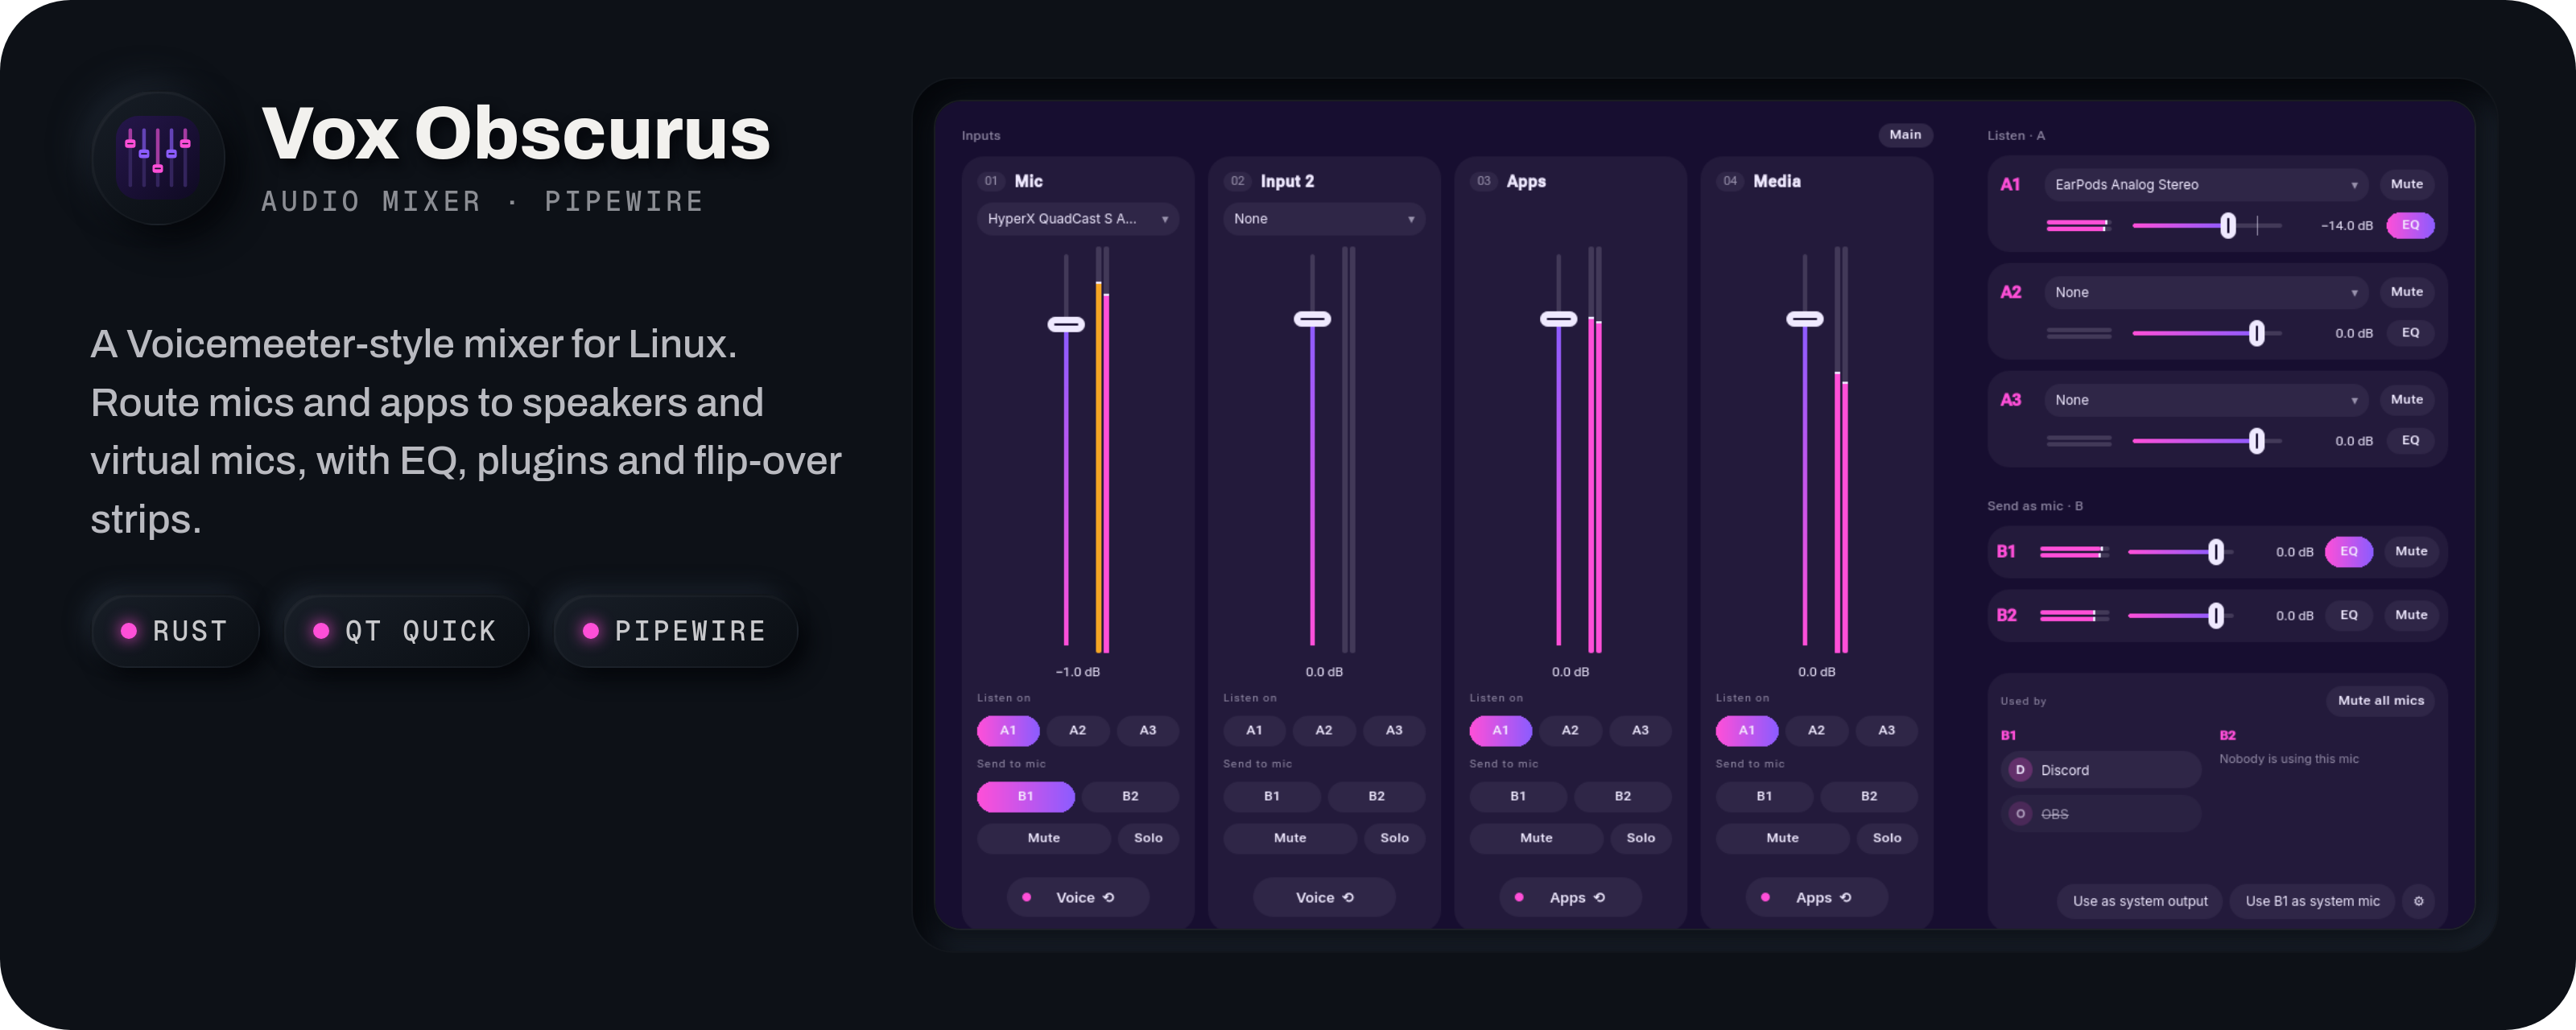 Vox Obscurus
AUDIO MIXER · PIPEWIRE
A Voicemeeter-style mixer for Linux.
Route mics and apps to speakers and
virtual mics, with EQ, plugins and flip-over
strips.
RUST
QT QUICK
PIPEWIRE
Inputs
Main
01 Mic
HyperX QuadCast S A...
−1.0 dB
Listen on
A1 A2 A3
Send to mic
B1 B2
Mute Solo
Voice ⟲
02 Input 2
None
0.0 dB
Listen on
A1 A2 A3
Send to mic
B1 B2
Mute Solo
Voice ⟲
03 Apps
0.0 dB
Listen on
A1 A2 A3
Send to mic
B1 B2
Mute Solo
Apps ⟲
04 Media
0.0 dB
Listen on
A1 A2 A3
Send to mic
B1 B2
Mute Solo
Apps ⟲
Listen · A
A1 EarPods Analog Stereo Mute
−14.0 dB EQ
A2 None Mute
0.0 dB EQ
A3 None Mute
0.0 dB EQ
Send as mic · B
B1 0.0 dB EQ Mute
B2 0.0 dB EQ Mute
Used by Mute all mics
B1
D Discord
O OBS
B2
Nobody is using this mic
Use as system output Use B1 as system mic